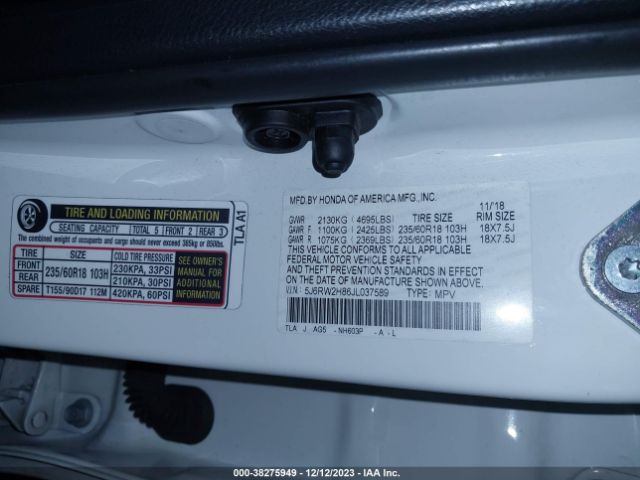 TIRE AND LOADING INFORMATION
SEATING CAPACITY TOTAL 5 FRONT 2 REAR 3
The combined weight of occupants and cargo should never exceed 385kg or 850lbs.
TIRE SIZE COLD TIRE PRESSURE
FRONT 235/60R18 103H 230KPA, 33PSI
REAR 210KPA, 30PSI
SPARE T155/90D17 112M 420KPA, 60PSI
SEE OWNER'S
MANUAL FOR
ADDITIONAL
INFORMATION
TLA A1
MFD.BY HONDA OF AMERICA MFG.,INC. 11/18
GVWR 2130KG (4695LBS) TIRE SIZE RIM SIZE
GAWR F 1100KG (2425LBS) 235/60R18 103H 18X7.5J
GAWR R 1075KG (2369LBS) 235/60R18 103H 18X7.5J
THIS VEHICLE CONFORMS TO ALL APPLICABLE
FEDERAL MOTOR VEHICLE SAFETY
AND THEFT PREVENTION STANDARDS IN EFFECT
ON THE DATE OF MANUFACTURE SHOWN ABOVE.
5J6RW2H86JL037589 TYPE: MPV
TLA J AG5 -NH603P -A-L
000-38275949 - 12/12/2023 - IAA Inc.